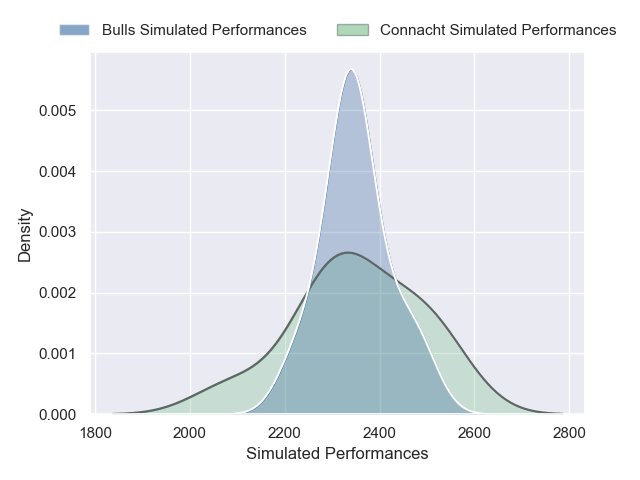 Bulls Simulated Performances
Connacht Simulated Performances
Density
0.005
0.004
0.003
0.002
0.001
0.000
1800 2000 2200 2400 2600 2800
Simulated Performances